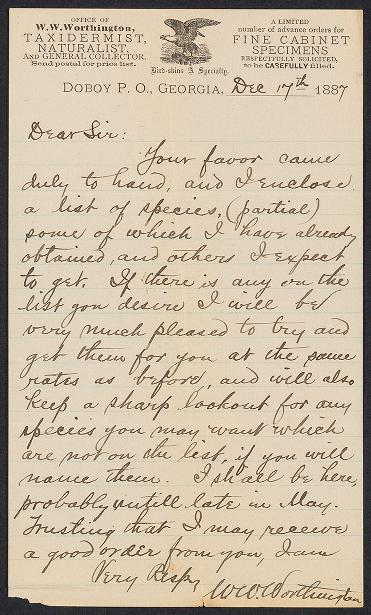 OFFICE OF
W. W. Worthington,
TAXIDERMIST,
NATURALIST,
AND GENERAL COLLECTOR.
Send postal for price list.
Bird-skins A Specialty.
A LIMITED
number of advance orders for
FINE CABINET
SPECIMENS
RESPECTFULLY SOLICITED,
to be CAREFULLY filled.
DOBOY P. O., GEORGIA, Dec 17th 1887
Dear Sir:
Your favor came
duly to hand, and I enclose
a list of species, (partial)
some of which I have already
obtained, and others I expect
to get. If there is any on the
list you desire I will be
very much pleased to try and
get them for you at the same
rates as before, and will also
keep a sharp lookout for any
species you may want which
are not on the list, if you will
name them. I shall be here,
probably untill late in May.
Trusting that I may receive
a good order from you, I am
Very Respy,
W W Worthington